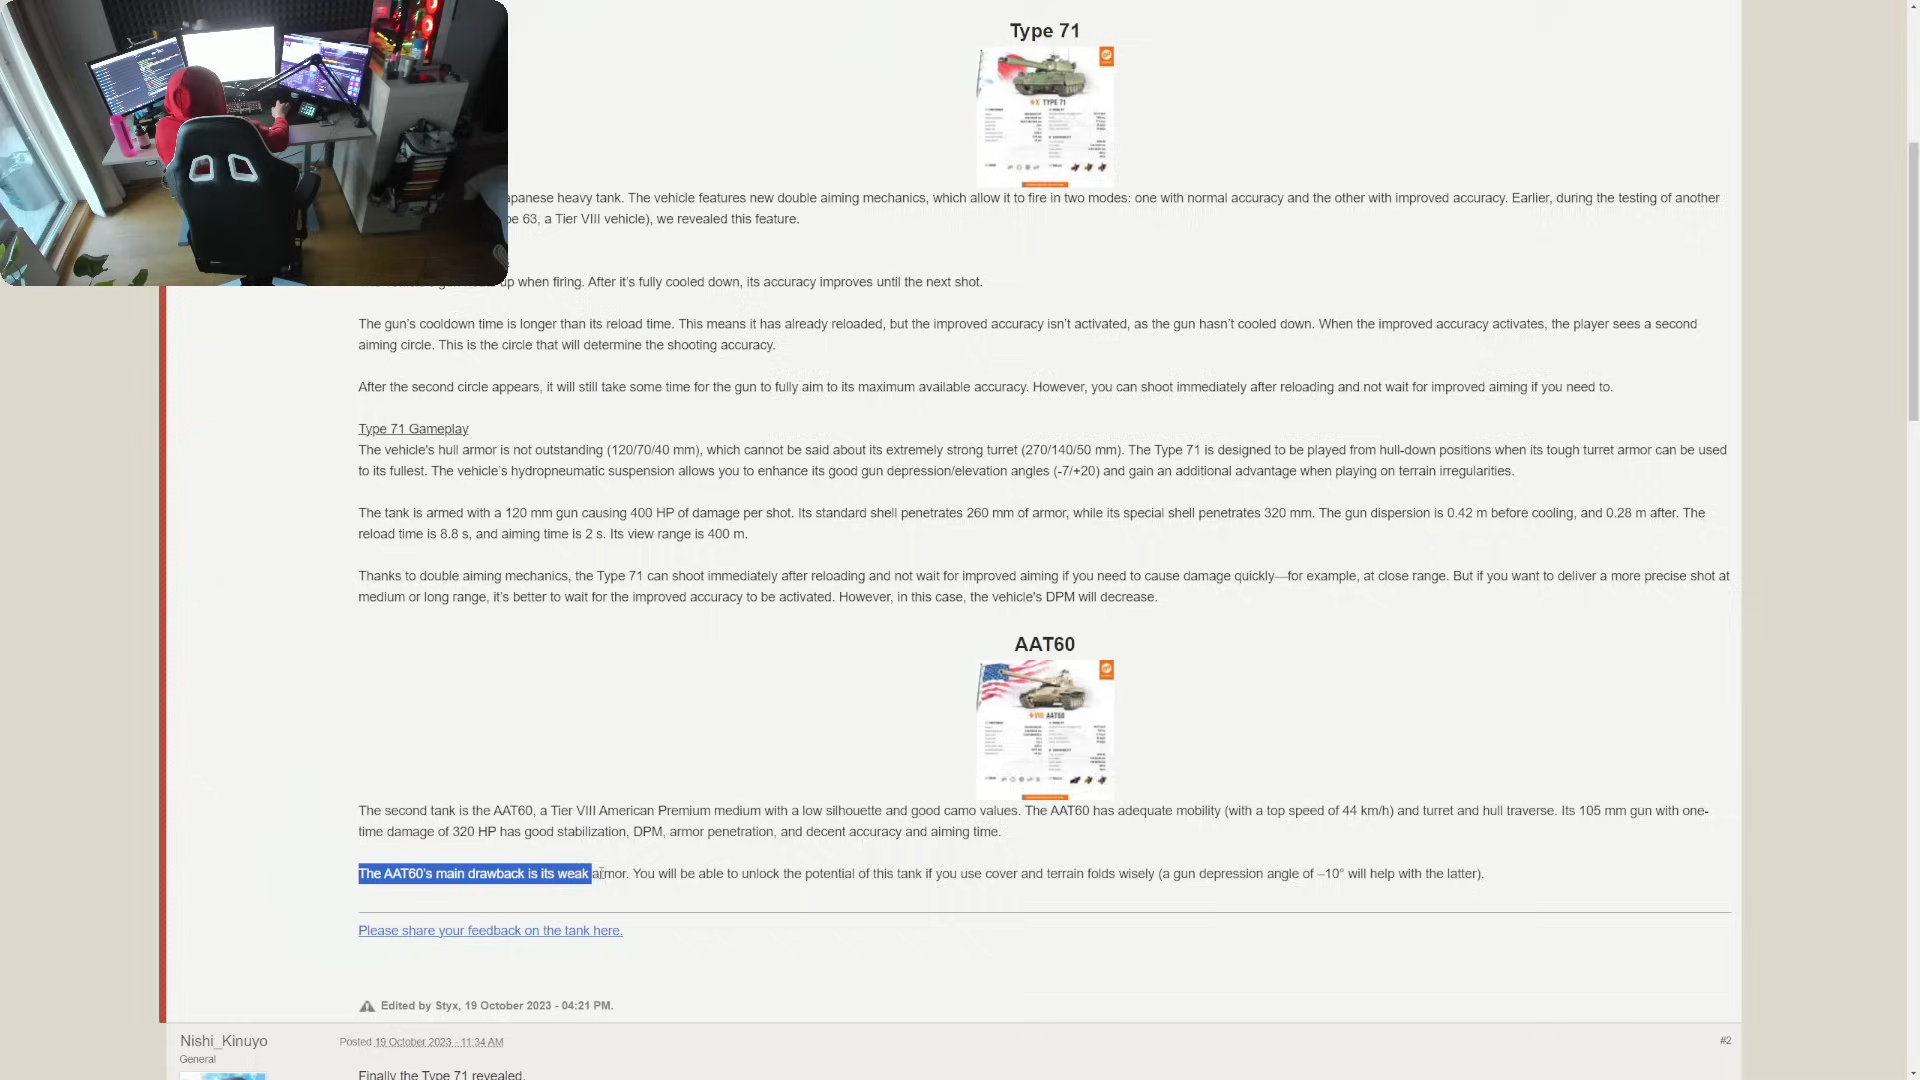 Type 71
TYPE 71
apanese heavy tank. The vehicle features new double aiming mechanics, which allow it to fire in two modes: one with normal accuracy and the other with improved accuracy. Earlier, during the testing of another
pe 63, a Tier VIII vehicle), we revealed this feature.
up when firing. After it’s fully cooled down, its accuracy improves until the next shot.
The gun’s cooldown time is longer than its reload time. This means it has already reloaded, but the improved accuracy isn’t activated, as the gun hasn’t cooled down. When the improved accuracy activates, the player sees a second
aiming circle. This is the circle that will determine the shooting accuracy.
After the second circle appears, it will still take some time for the gun to fully aim to its maximum available accuracy. However, you can shoot immediately after reloading and not wait for improved aiming if you need to.
Type 71 Gameplay
The vehicle's hull armor is not outstanding (120/70/40 mm), which cannot be said about its extremely strong turret (270/140/50 mm). The Type 71 is designed to be played from hull-down positions when its tough turret armor can be used
to its fullest. The vehicle’s hydropneumatic suspension allows you to enhance its good gun depression/elevation angles (-7/+20) and gain an additional advantage when playing on terrain irregularities.
The tank is armed with a 120 mm gun causing 400 HP of damage per shot. Its standard shell penetrates 260 mm of armor, while its special shell penetrates 320 mm. The gun dispersion is 0.42 m before cooling, and 0.28 m after. The
reload time is 8.8 s, and aiming time is 2 s. Its view range is 400 m.
Thanks to double aiming mechanics, the Type 71 can shoot immediately after reloading and not wait for improved aiming if you need to cause damage quickly—for example, at close range. But if you want to deliver a more precise shot at
medium or long range, it’s better to wait for the improved accuracy to be activated. However, in this case, the vehicle's DPM will decrease.
AAT60
VIII AAT60
The second tank is the AAT60, a Tier VIII American Premium medium with a low silhouette and good camo values. The AAT60 has adequate mobility (with a top speed of 44 km/h) and turret and hull traverse. Its 105 mm gun with one-
time damage of 320 HP has good stabilization, DPM, armor penetration, and decent accuracy and aiming time.
The AAT60’s main drawback is its weak armor. You will be able to unlock the potential of this tank if you use cover and terrain folds wisely (a gun depression angle of –10° will help with the latter).
Please share your feedback on the tank here.
Edited by Styx, 19 October 2023 - 04:21 PM.
Nishi_Kinuyo
Posted 19 October 2023 - 11:34 AM
#2
General
Finally the Type 71 revealed.